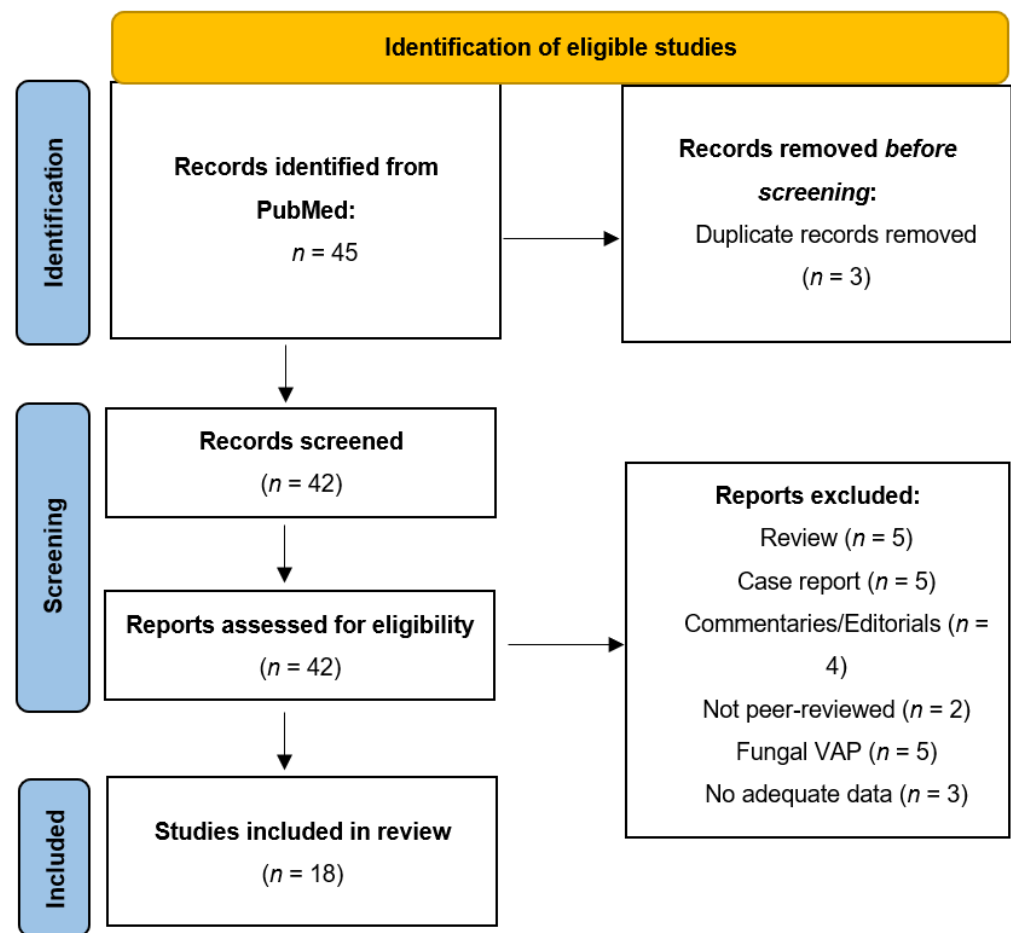 Identification of eligible studies
Identification
Records identified from
PubMed:
n = 45
Records removed before
screening:
Duplicate records removed
(n = 3)
Screening
Records screened
(n = 42)
Reports assessed for eligibility
(n = 42)
Reports excluded:
Review (n = 5)
Case report (n = 5)
Commentaries/Editorials (n =
4)
Not peer-reviewed (n = 2)
Fungal VAP (n = 5)
No adequate data (n = 3)
Included
Studies included in review
(n = 18)